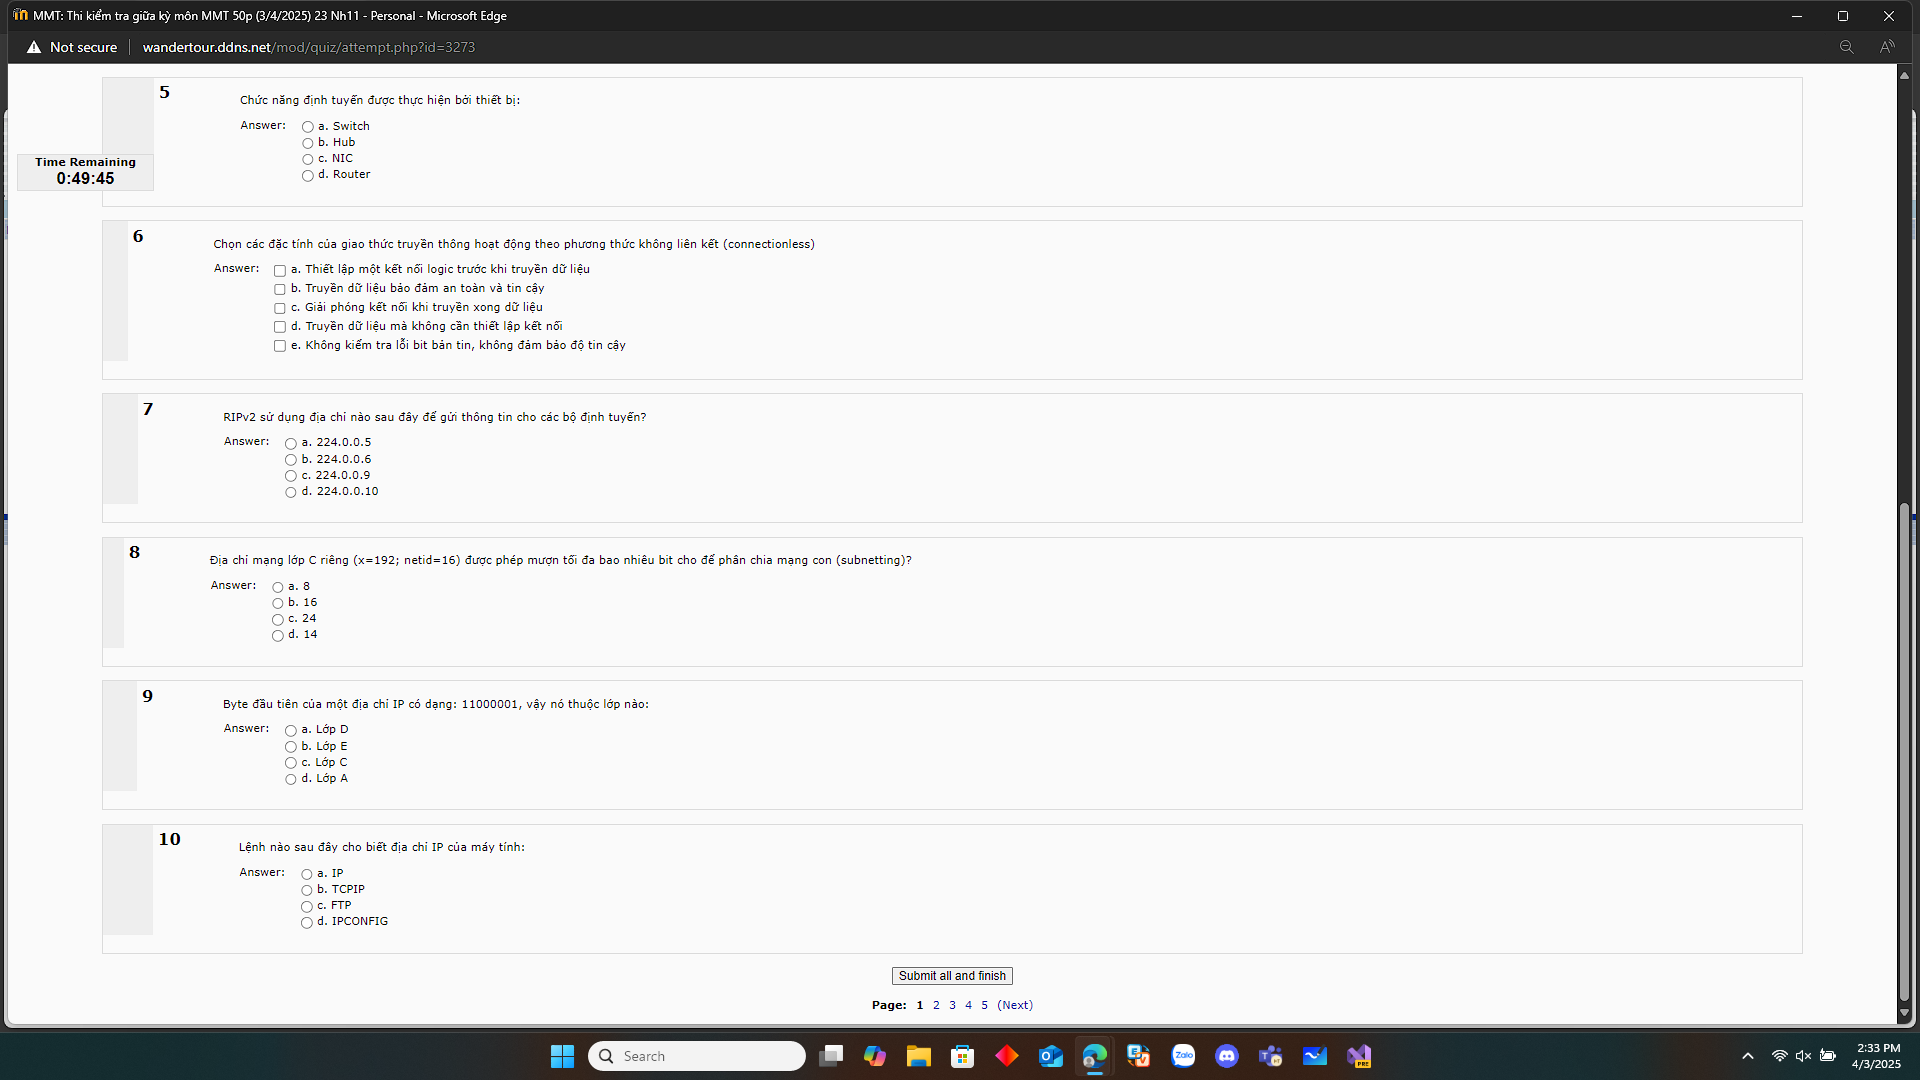 MMT: Thi kiểm tra giữa kỳ môn MMT 50p (3/4/2025) 23 Nh11 - Personal - Microsoft Edge
Not secure
wandertour.ddns.net/mod/quiz/attempt.php?id=3273
5
Chức năng định tuyến được thực hiện bởi thiết bị:
Answer:
a. Switch
b. Hub
c. NIC
d. Router
Time Remaining
0:49:45
6
Chọn các đặc tính của giao thức truyền thông hoạt động theo phương thức không liên kết (connectionless)
Answer:
a. Thiết lập một kết nối logic trước khi truyền dữ liệu
b. Truyền dữ liệu bảo đảm an toàn và tin cậy
c. Giải phóng kết nối khi truyền xong dữ liệu
d. Truyền dữ liệu mà không cần thiết lập kết nối
e. Không kiểm tra lỗi bit bản tin, không đảm bảo độ tin cậy
7
RIPv2 sử dụng địa chỉ nào sau đây để gửi thông tin cho các bộ định tuyến?
Answer:
a. 224.0.0.5
b. 224.0.0.6
c. 224.0.0.9
d. 224.0.0.10
8
Địa chỉ mạng lớp C riêng (x=192; netid=16) được phép mượn tối đa bao nhiêu bit cho để phân chia mạng con (subnetting)?
Answer:
a. 8
b. 16
c. 24
d. 14
9
Byte đầu tiên của một địa chỉ IP có dạng: 11000001, vậy nó thuộc lớp nào:
Answer:
a. Lớp D
b. Lớp E
c. Lớp C
d. Lớp A
10
Lệnh nào sau đây cho biết địa chỉ IP của máy tính:
Answer:
a. IP
b. TCPIP
c. FTP
d. IPCONFIG
Submit all and finish
Page: 1 2 3 4 5 (Next)
Search
Zalo
PRE
2:33 PM
4/3/2025